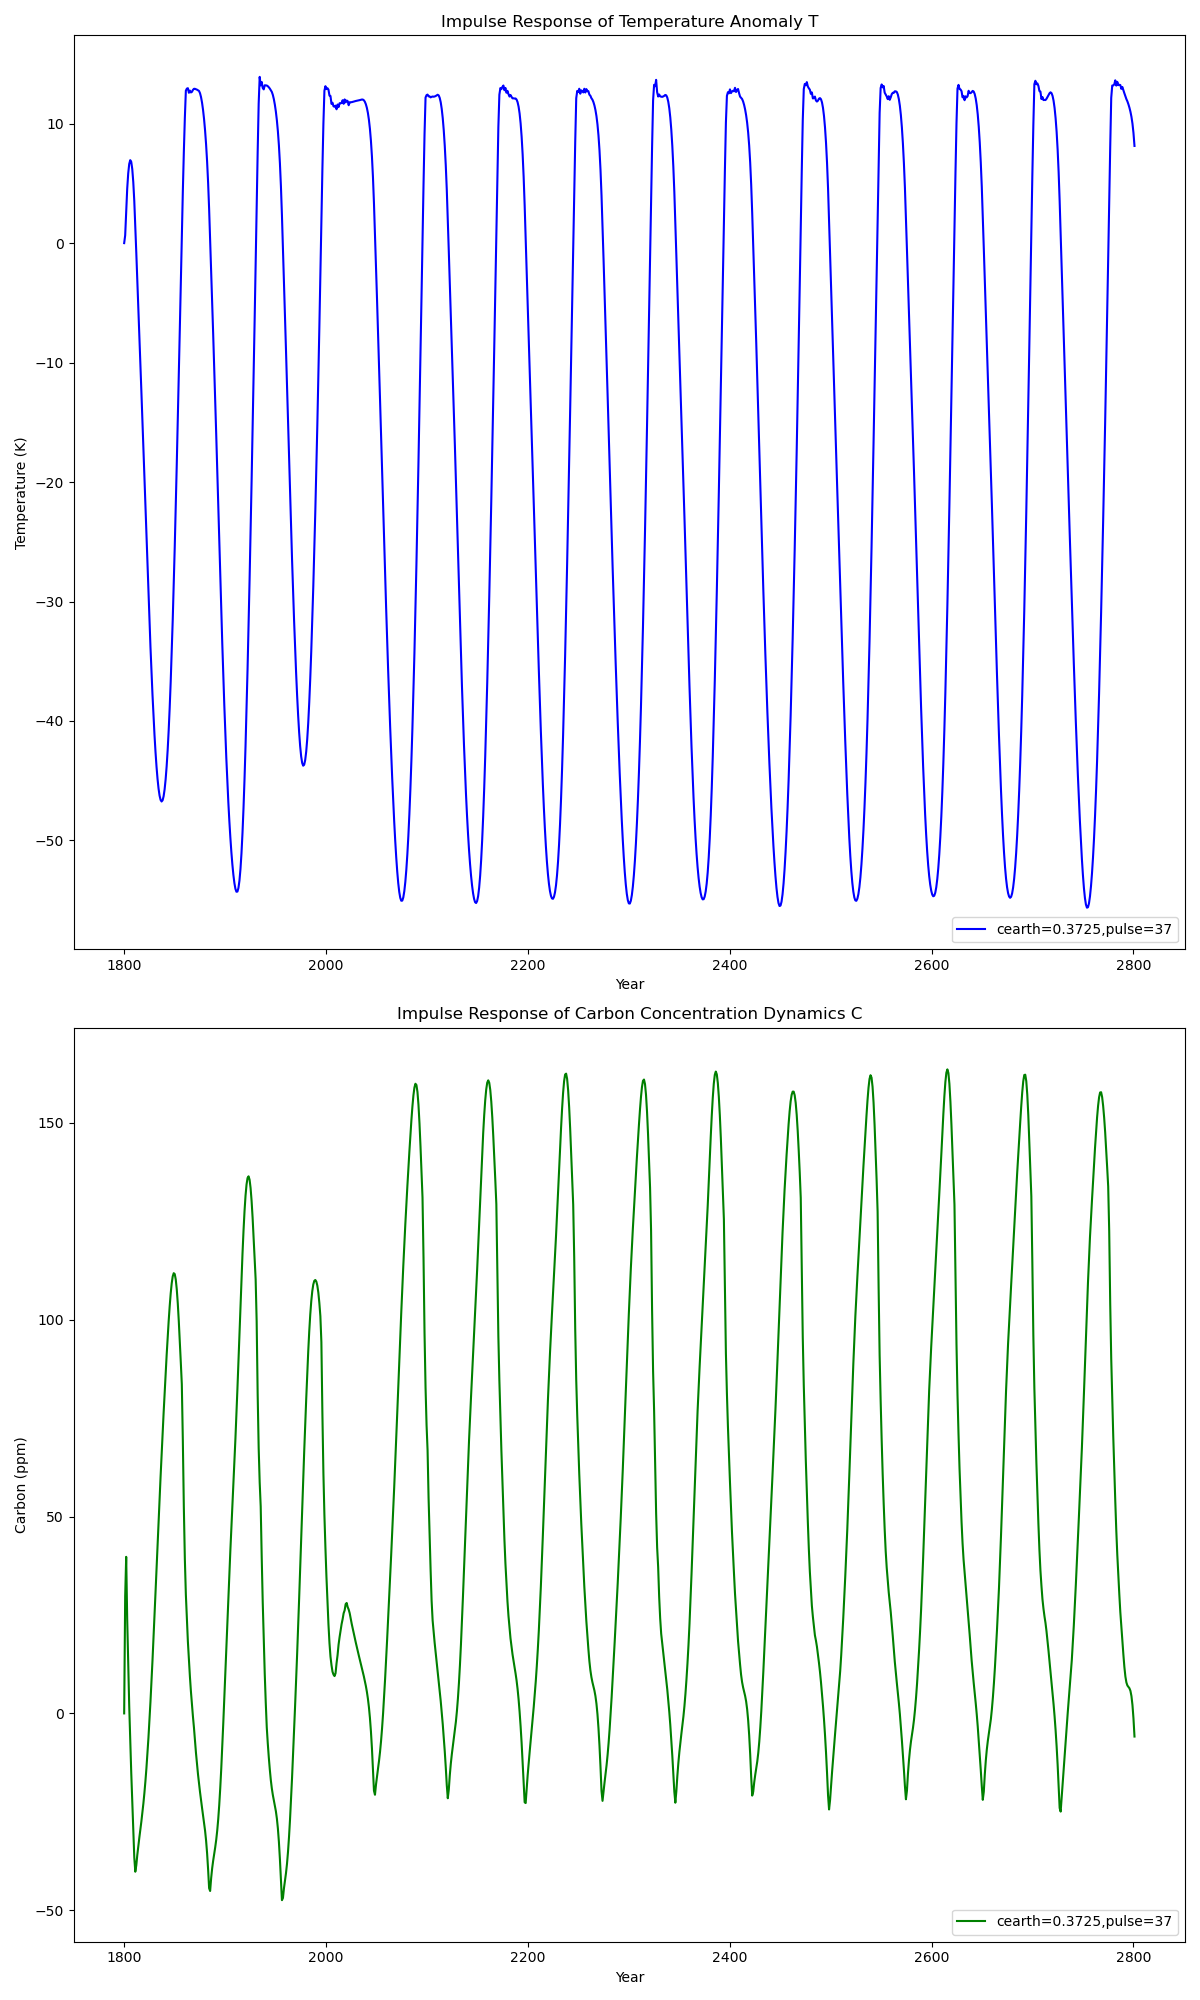 Impulse Response of Temperature Anomaly T
Temperature (K)
10
0
−10
−20
−30
−40
−50
cearth=0.3725,pulse=37
1800 2000 2200 2400 2600 2800
Year
Impulse Response of Carbon Concentration Dynamics C
Carbon (ppm)
150
100
50
0
−50
cearth=0.3725,pulse=37
1800 2000 2200 2400 2600 2800
Year